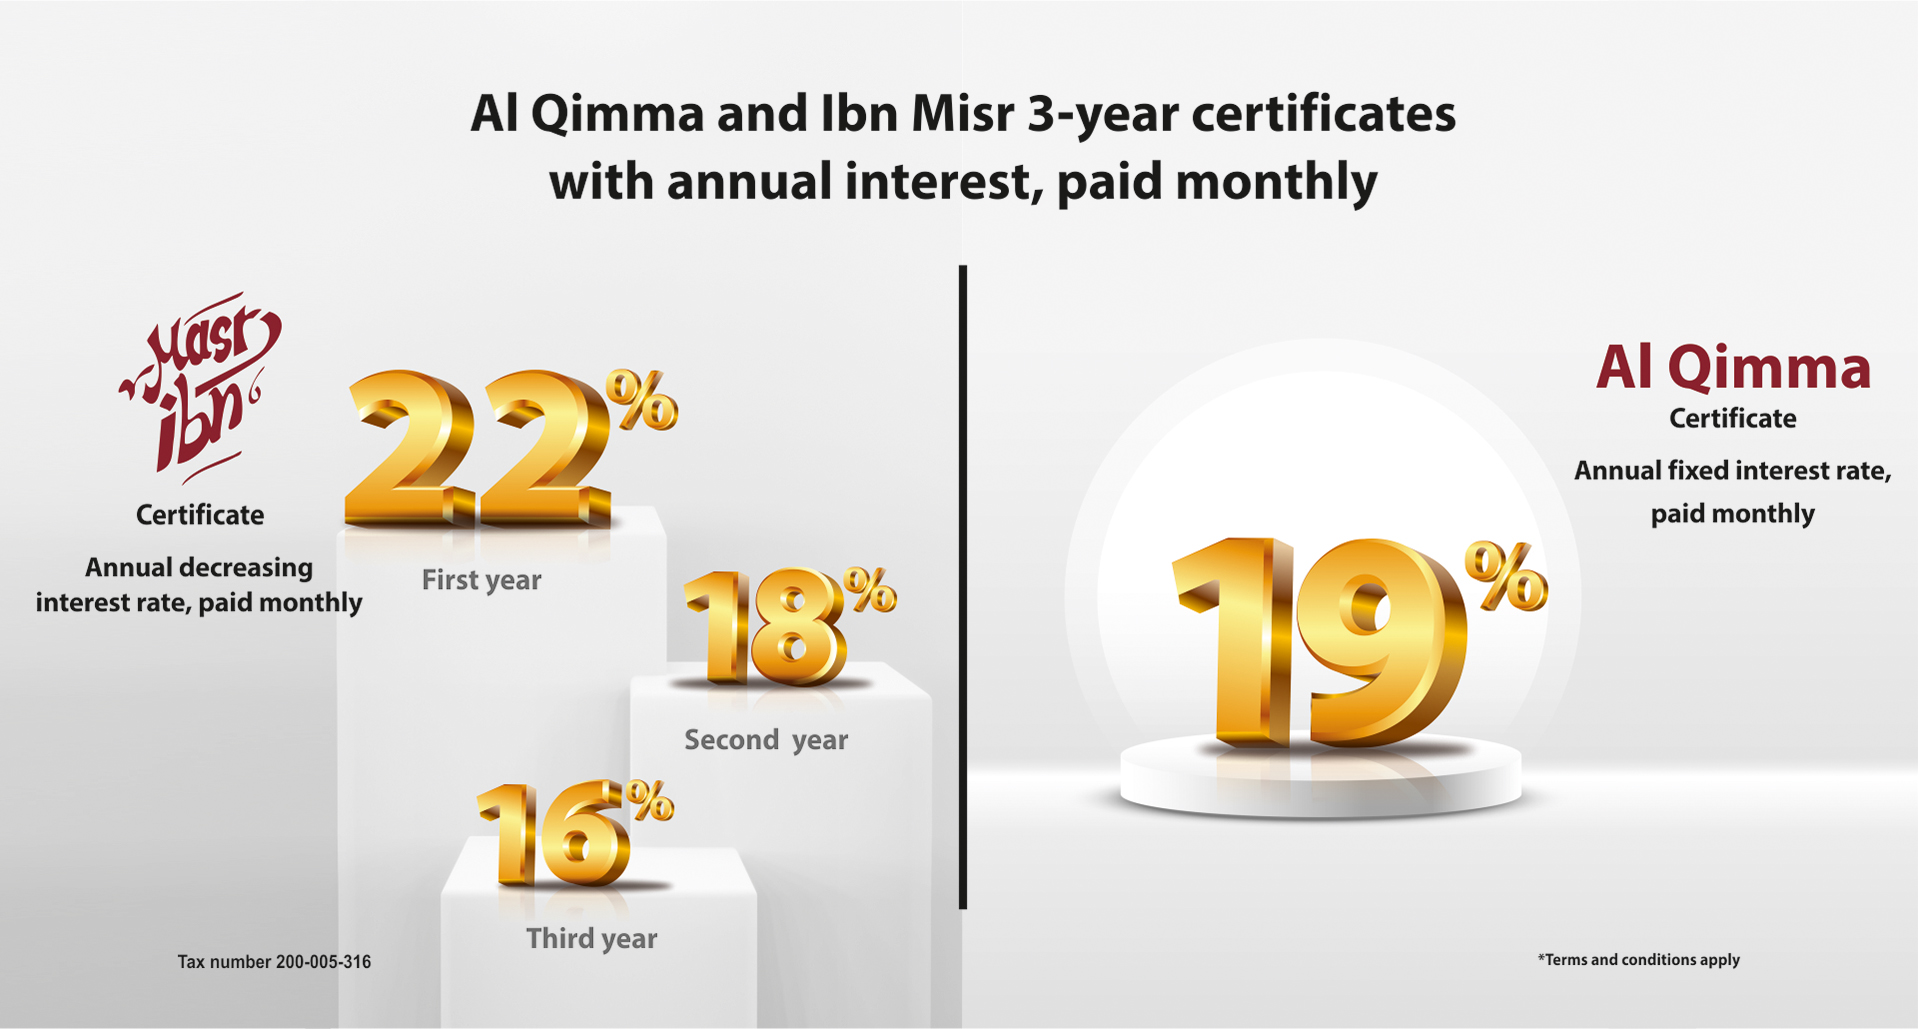 Al Qimma and Ibn Misr 3-year certificates
with annual interest, paid monthly
Masr
ibn
Certificate
Annual decreasing
interest rate, paid monthly
22%
First year
18%
Second year
16%
Third year
Tax number 200-005-316
Al Qimma
Certificate
Annual fixed interest rate,
paid monthly
19%
*Terms and conditions apply